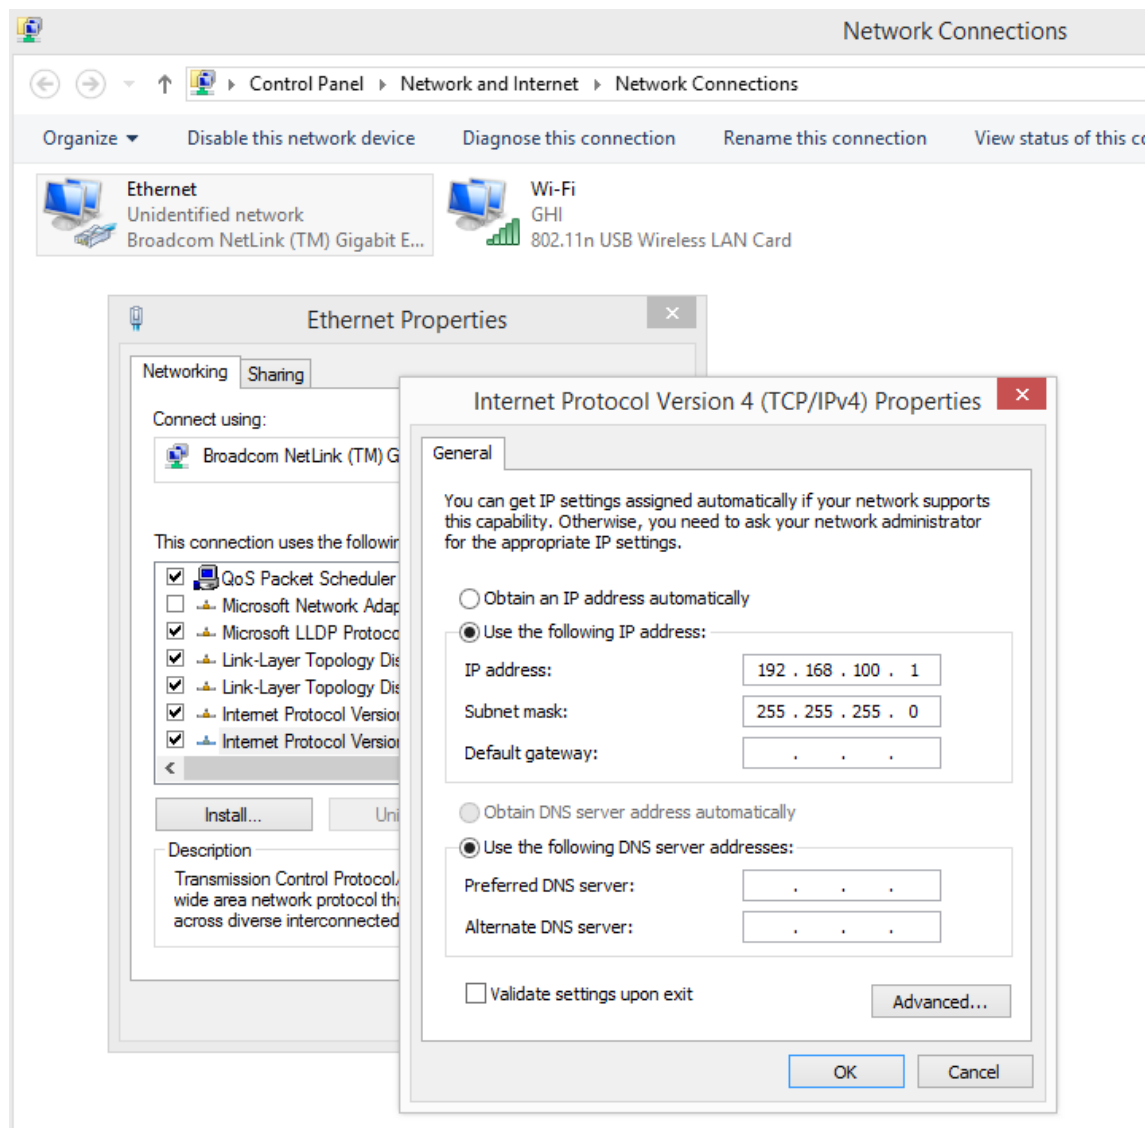 Network Connections
Control Panel Network and Internet Network Connections
Organize Disable this network device Diagnose this connection Rename this connection View status of this co
Ethernet
Unidentified network
Broadcom NetLink (TM) Gigabit E...
Wi-Fi
GHI
802.11n USB Wireless LAN Card
Ethernet Properties
Networking Sharing
Connect using:
Broadcom NetLink (TM) G
This connection uses the followin
QoS Packet Scheduler
Microsoft Network Adap
Microsoft LLDP Protoco
Link-Layer Topology Dis
Link-Layer Topology Dis
Internet Protocol Version
Internet Protocol Version
Install... Uni
Description
Transmission Control Protocol/
wide area network protocol tha
across diverse interconnected
Internet Protocol Version 4 (TCP/IPv4) Properties
General
You can get IP settings assigned automatically if your network supports
this capability. Otherwise, you need to ask your network administrator
for the appropriate IP settings.
Obtain an IP address automatically
Use the following IP address:
IP address: 192 . 168 . 100 . 1
Subnet mask: 255 . 255 . 255 . 0
Default gateway: . . .
Obtain DNS server address automatically
Use the following DNS server addresses:
Preferred DNS server: . . .
Alternate DNS server: . . .
Validate settings upon exit
Advanced...
OK Cancel